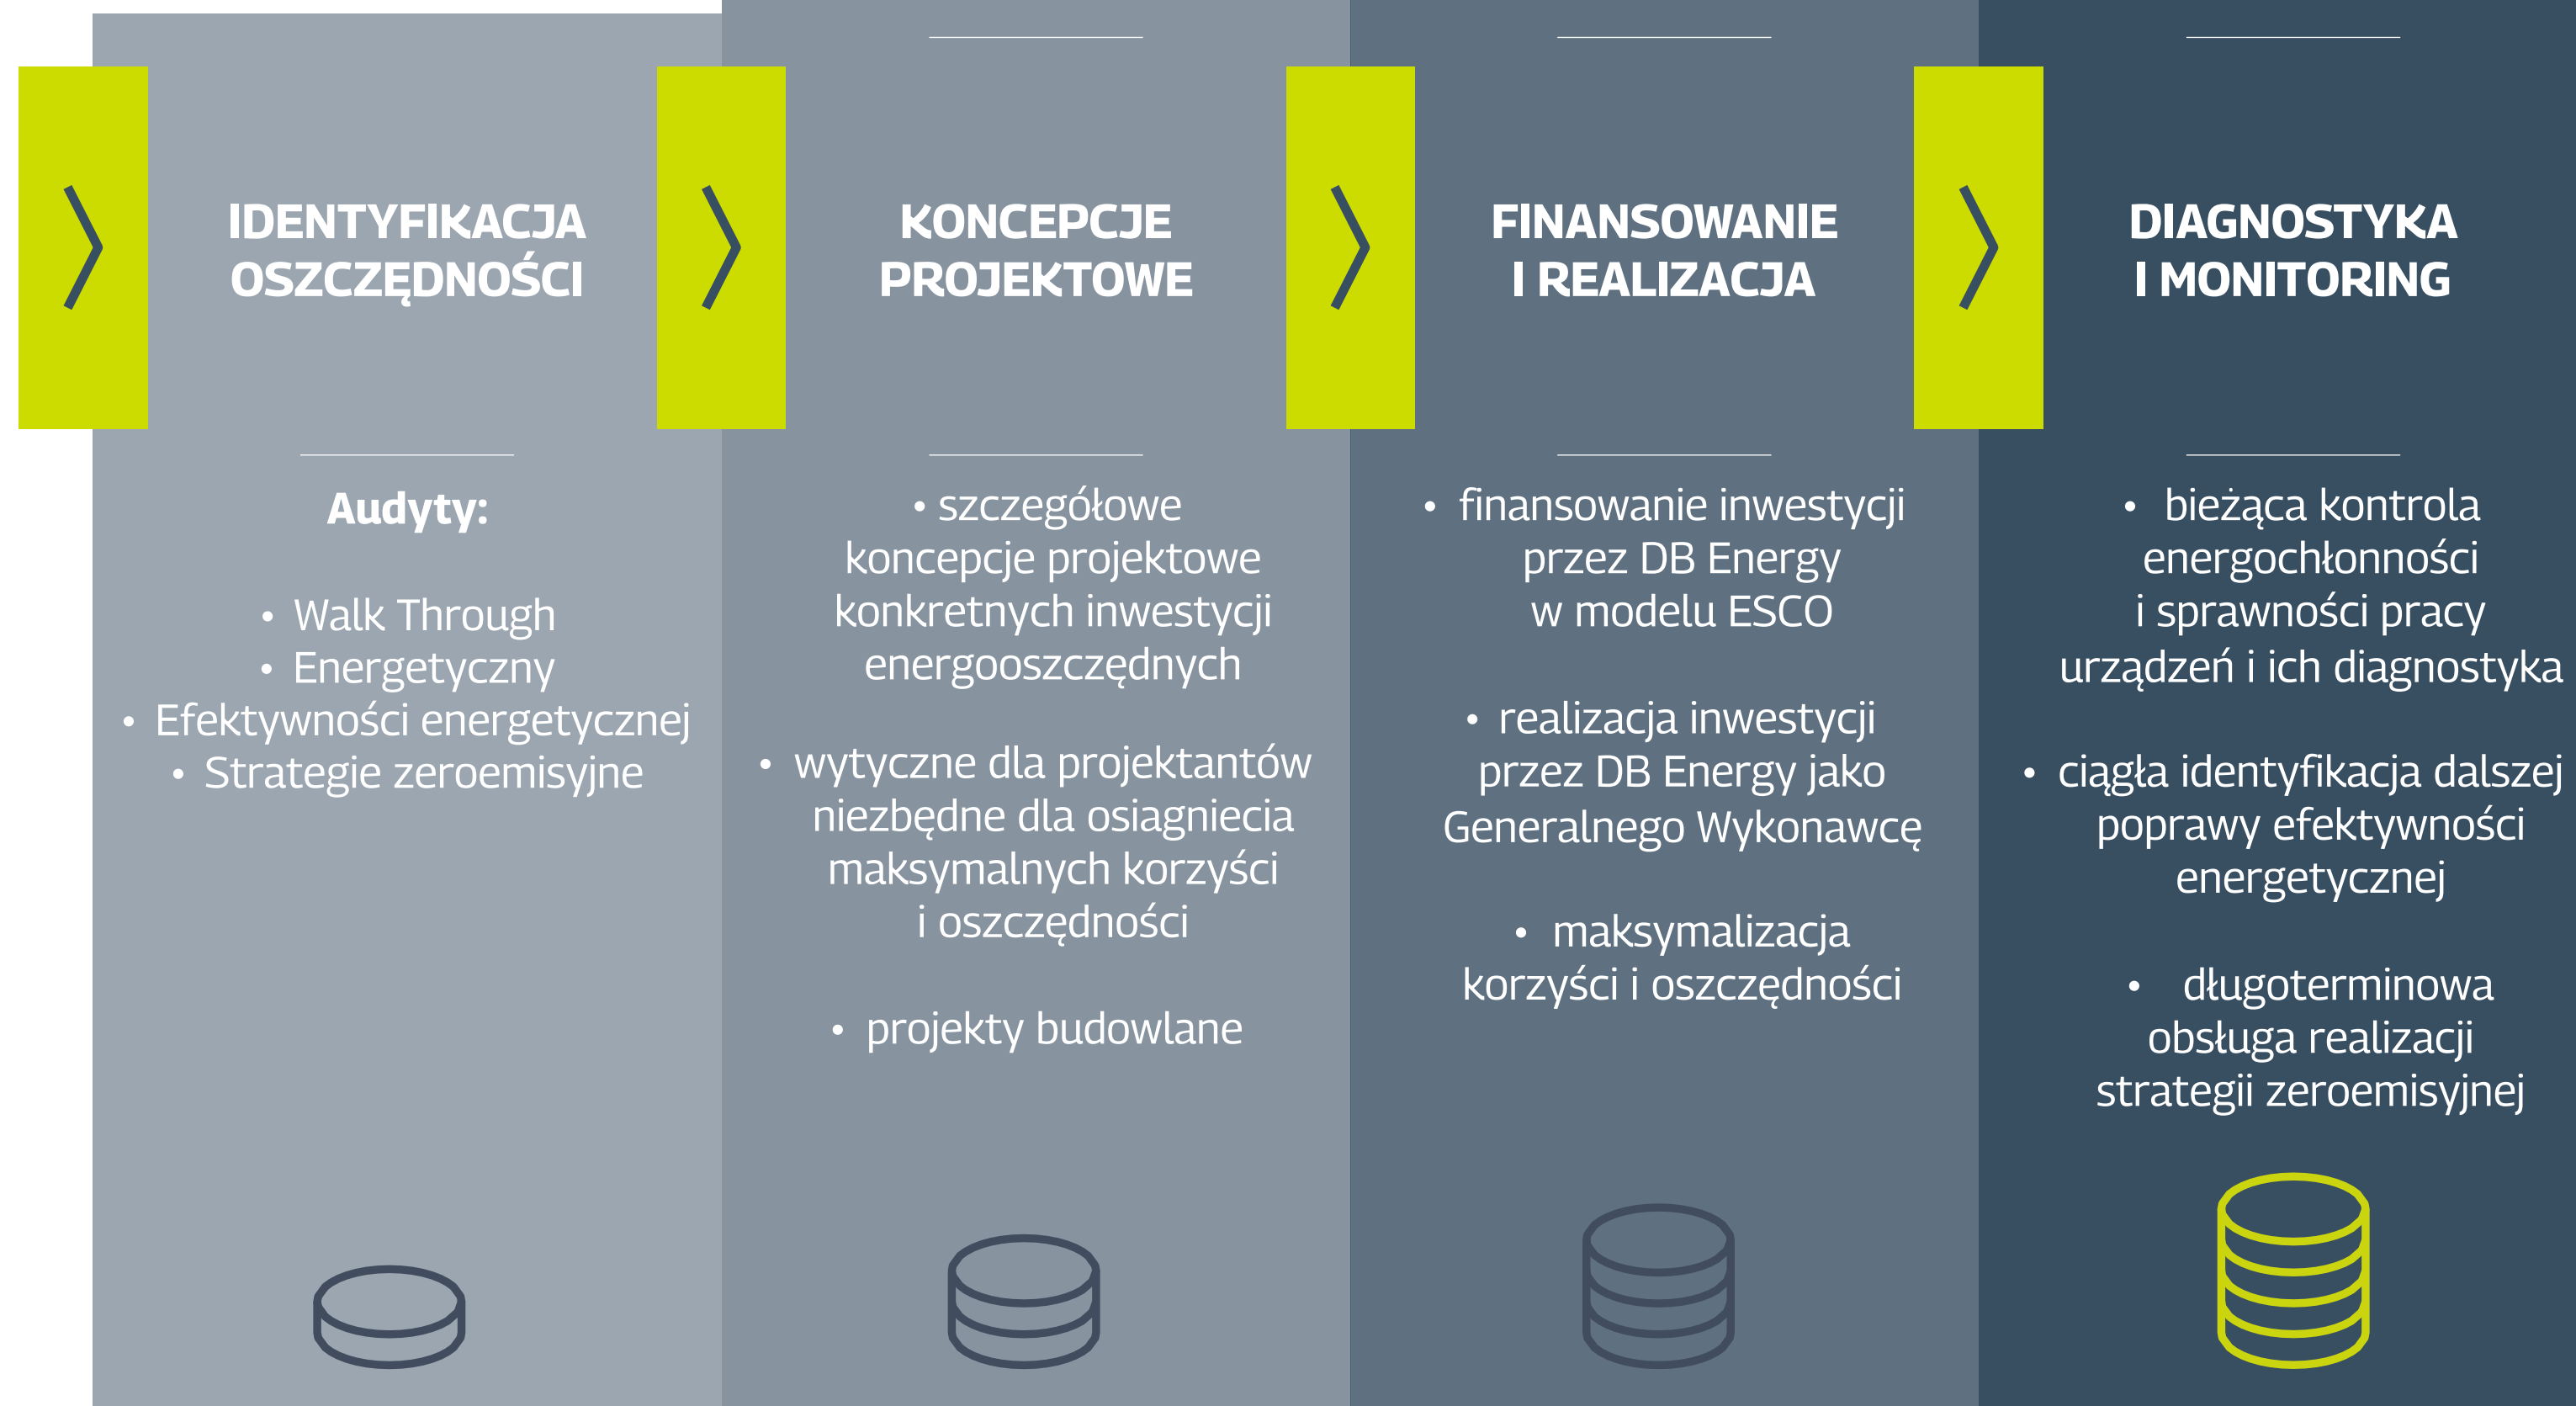 IDENTYFIKACJA
OSZCZĘDNOŚCI
Audyty:
• Walk Through
• Energetyczny
• Efektywności energetycznej
• Strategie zeroemisyjne
KONCEPCJE
PROJEKTOWE
• szczegółowe
koncepcje projektowe
konkretnych inwestycji
energooszczędnych
• wytyczne dla projektantów
niezbędne dla osiagniecia
maksymalnych korzyści
i oszczędności
• projekty budowlane
FINANSOWANIE
I REALIZACJA
• finansowanie inwestycji
przez DB Energy
w modelu ESCO
• realizacja inwestycji
przez DB Energy jako
Generalnego Wykonawcę
• maksymalizacja
korzyści i oszczędności
DIAGNOSTYKA
I MONITORING
• bieżąca kontrola
energochłonności
i sprawności pracy
urządzeń i ich diagnostyka
• ciągła identyfikacja dalszej
poprawy efektywności
energetycznej
• długoterminowa
obsługa realizacji
strategii zeroemisyjnej